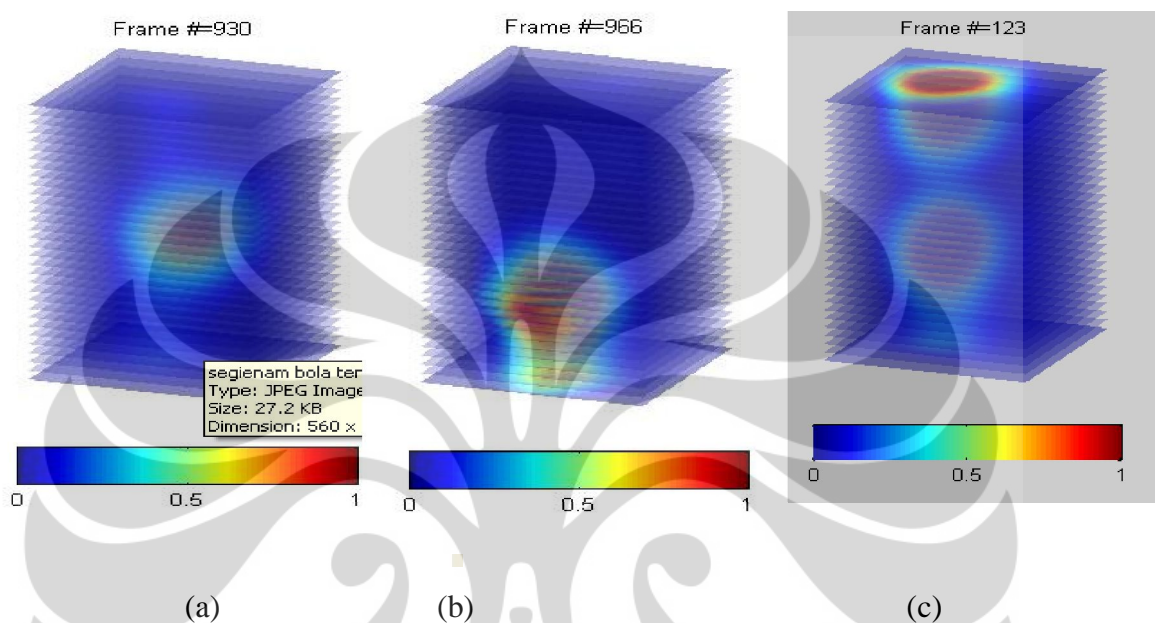 Frame #=930
Frame #=966
Frame #=123
segienam bola ter
Type: JPEG Image
Size: 27.2 KB
Dimension: 560 x
0 0.5 1
0 0.5 1
0 0.5 1
(a) (b) (c)